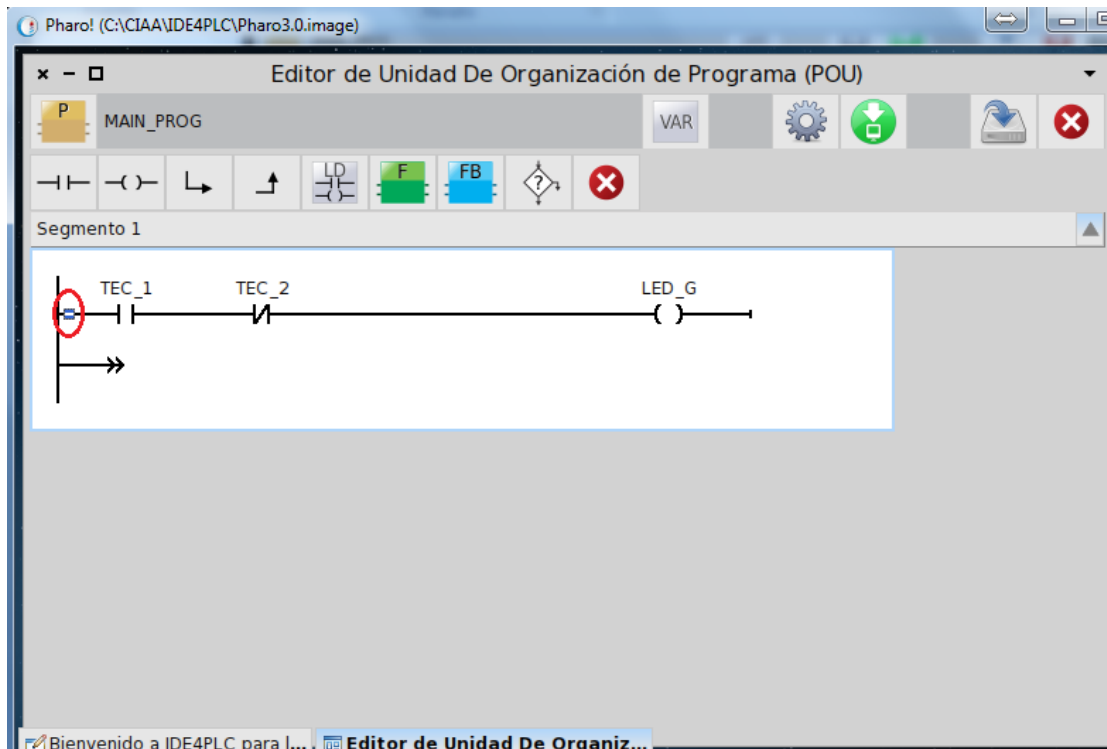 Pharo! (C:\CIAA\IDE4PLC\Pharo3.0.image)
Editor de Unidad De Organización de Programa (POU)
P
MAIN_PROG
VAR
LD
F
FB
?
Segmento 1
TEC_1 TEC_2 LED_G
Bienvenido a IDE4PLC para l... Editor de Unidad De Organiz...